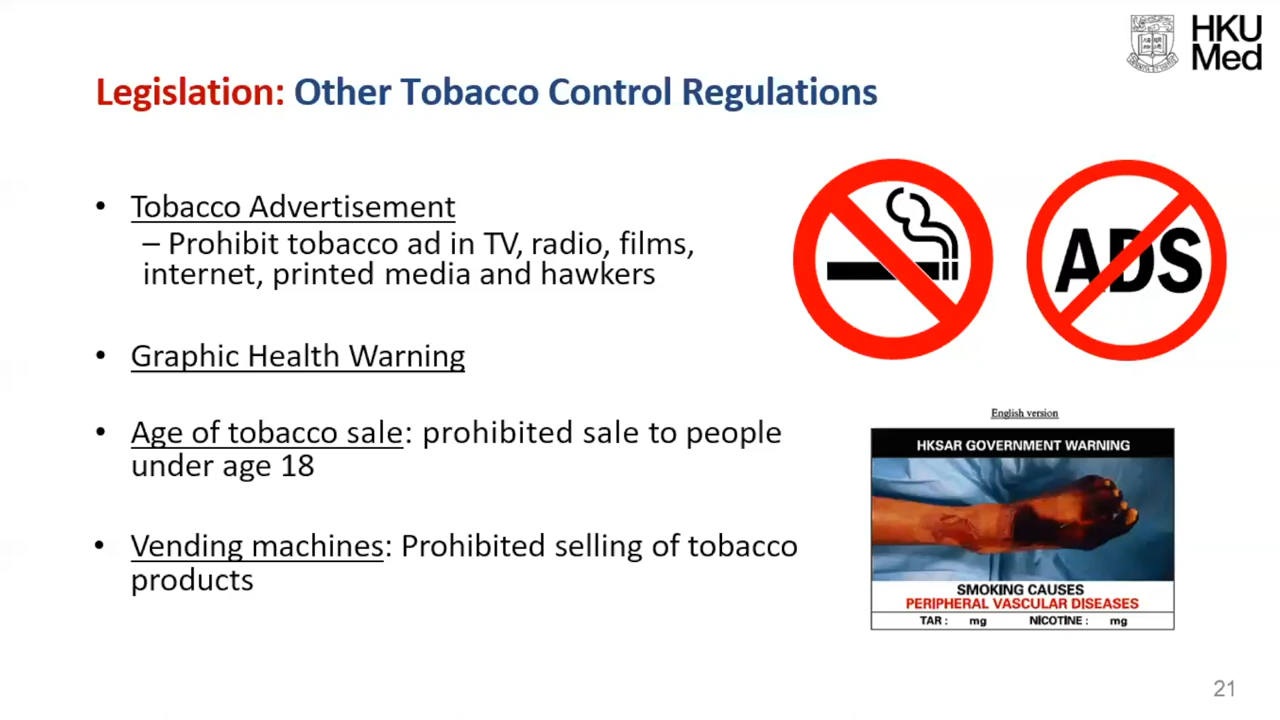 HKU
Med
Legislation: Other Tobacco Control Regulations
• Tobacco Advertisement
– Prohibit tobacco ad in TV, radio, films,
internet, printed media and hawkers
• Graphic Health Warning
• Age of tobacco sale: prohibited sale to people
under age 18
• Vending machines: Prohibited selling of tobacco
products
ADS
English version
HKSAR GOVERNMENT WARNING
SMOKING CAUSES
PERIPHERAL VASCULAR DISEASES
TAR : mg NICOTINE : mg
21